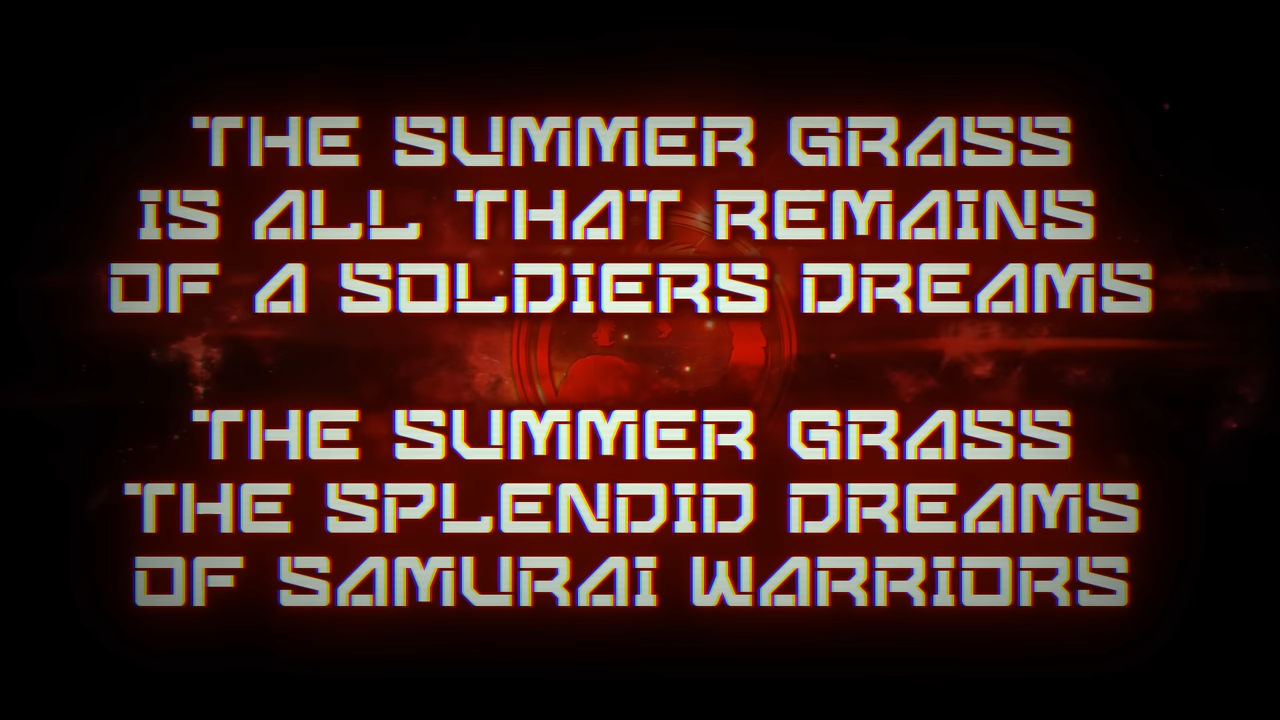 THE SUMMER GRASS
IS ALL THAT REMAINS
OF A SOLDIERS DREAMS
THE SUMMER GRASS
THE SPLENDID DREAMS
OF SAMURAI WARRIORS